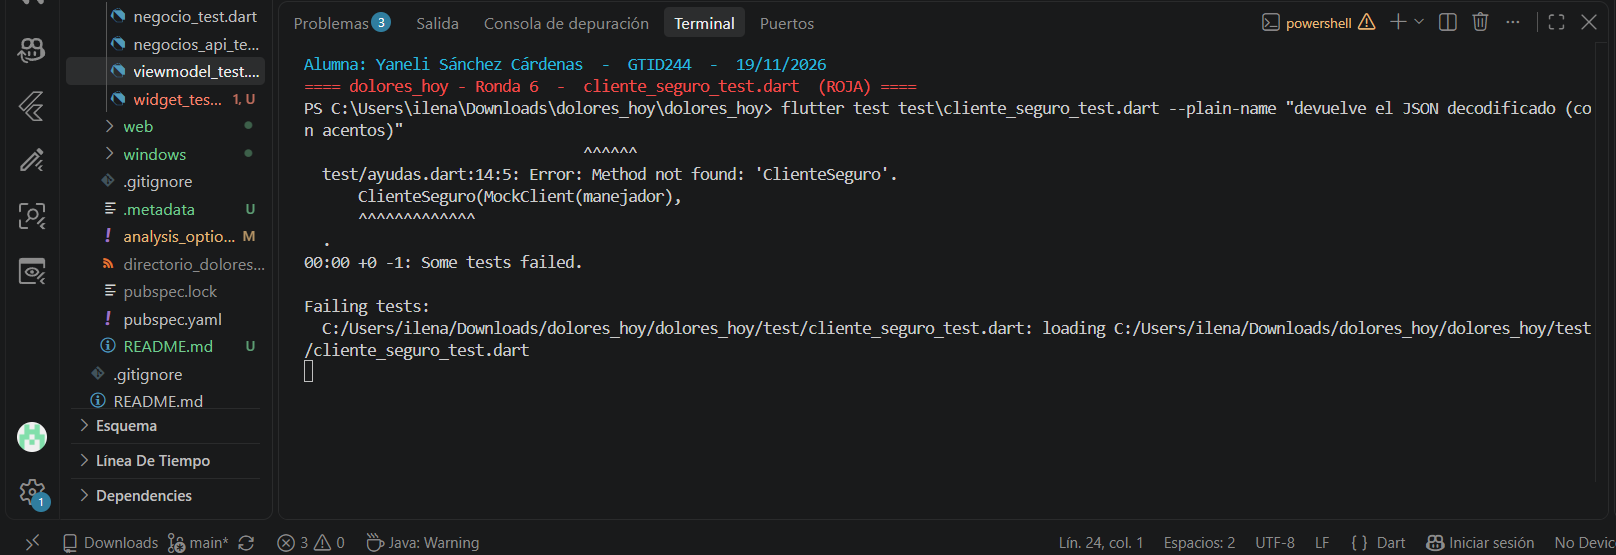 negocio_test.dart
negocios_api_te...
viewmodel_test....
widget_tes... 1, U
web
windows
.gitignore
.metadata U
analysis_optio... M
directorio_dolores...
pubspec.lock
pubspec.yaml
README.md U
.gitignore
README.md
Esquema
Línea De Tiempo
Dependencies
1
Problemas 3 Salida Consola de depuración Terminal Puertos
powershell
Alumna: Yaneli Sánchez Cárdenas - GTID244 - 19/11/2026
==== dolores_hoy - Ronda 6 - cliente_seguro_test.dart (ROJA) ====
PS C:\Users\ilena\Downloads\dolores_hoy\dolores_hoy> flutter test test\cliente_seguro_test.dart --plain-name "devuelve el JSON decodificado (co
n acentos)"
^^^^^^
test/ayudas.dart:14:5: Error: Method not found: 'ClienteSeguro'.
ClienteSeguro(MockClient(manejador),
^^^^^^^^^^^^^
.
00:00 +0 -1: Some tests failed.
Failing tests:
C:/Users/ilena/Downloads/dolores_hoy/dolores_hoy/test/cliente_seguro_test.dart: loading C:/Users/ilena/Downloads/dolores_hoy/dolores_hoy/test
/cliente_seguro_test.dart
Downloads main* 3 0 Java: Warning Lín. 24, col. 1 Espacios: 2 UTF-8 LF { } Dart Iniciar sesión No Devic